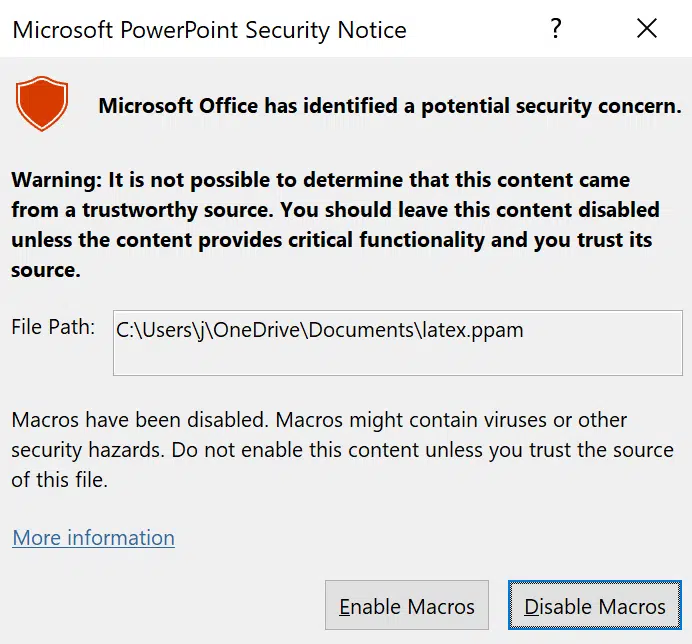 Microsoft PowerPoint Security Notice ?
Microsoft Office has identified a potential security concern.
Warning: It is not possible to determine that this content came
from a trustworthy source. You should leave this content disabled
unless the content provides critical functionality and you trust its
source.
File Path: C:\Users\j\OneDrive\Documents\latex.ppam
Macros have been disabled. Macros might contain viruses or other
security hazards. Do not enable this content unless you trust the source
of this file.
More information
Enable Macros Disable Macros